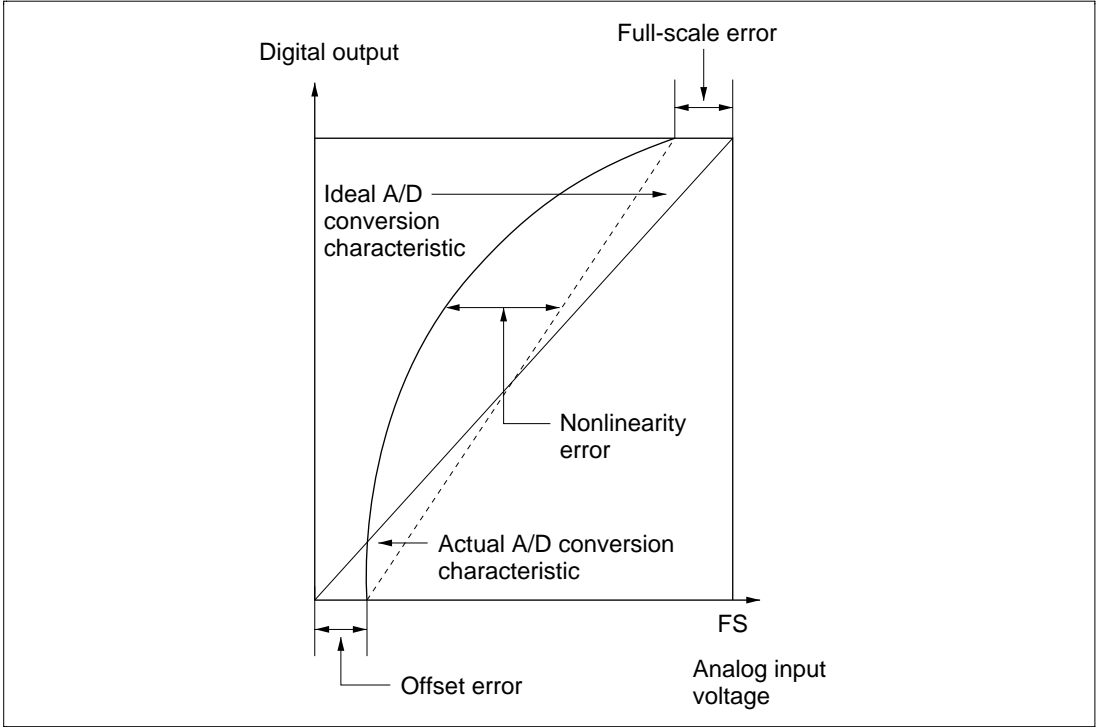 Full-scale error
Digital output
Ideal A/D
conversion
characteristic
Nonlinearity
error
Actual A/D conversion
characteristic
FS
Analog input
voltage
Offset error